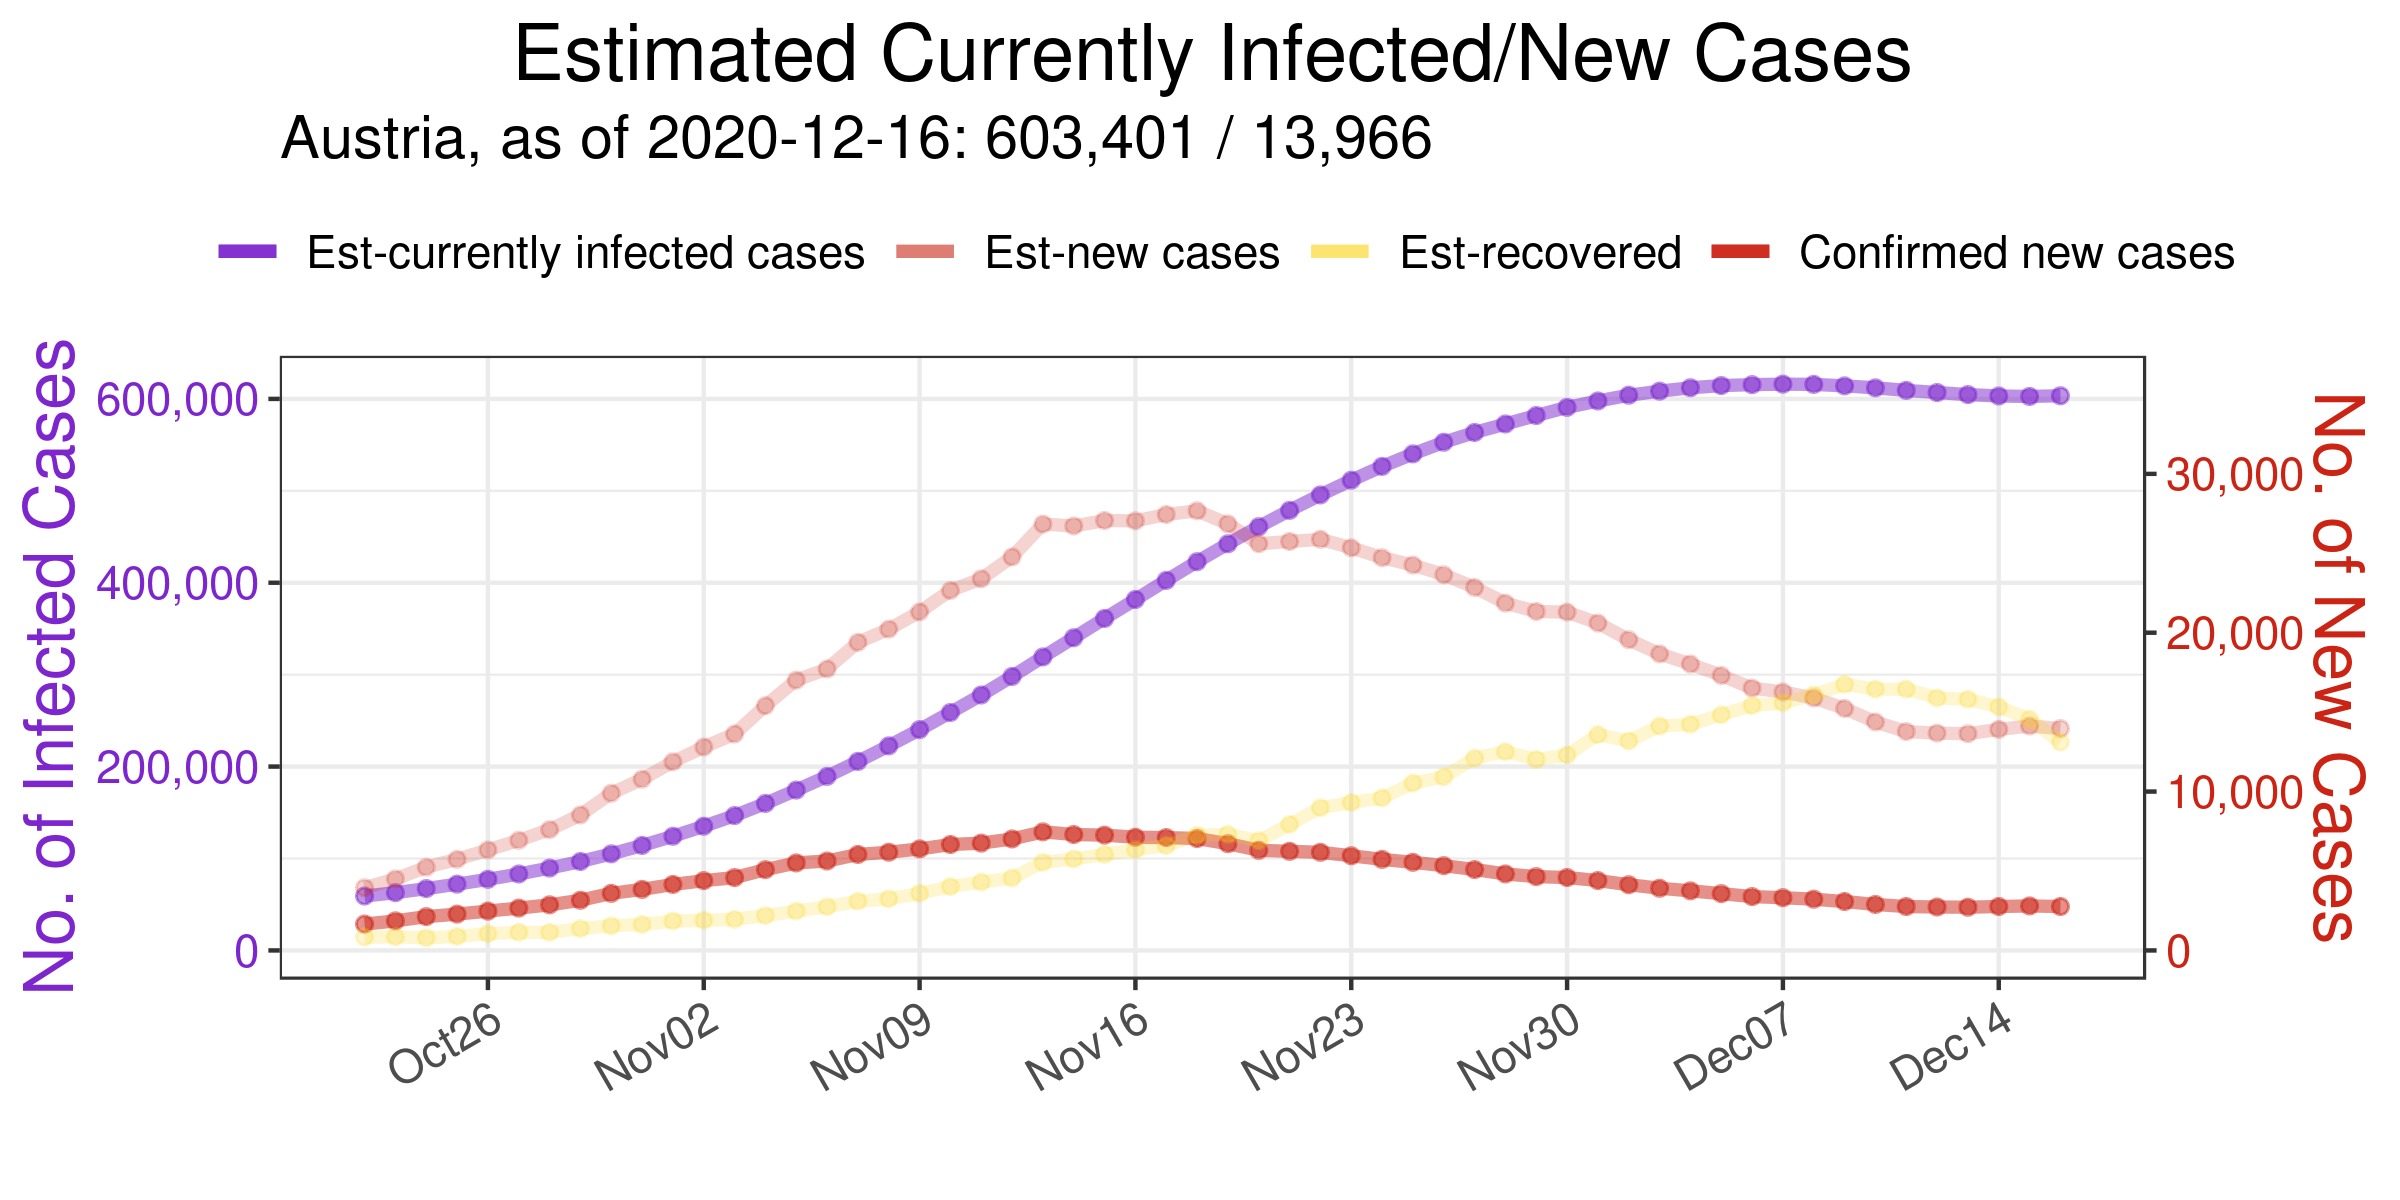 Estimated Currently Infected/New Cases
Austria, as of 2020-12-16: 603,401 / 13,966
Est-currently infected cases Est-new cases Est-recovered Confirmed new cases
No. of Infected Cases
600,000
400,000
200,000
0
30,000
20,000
10,000
0
No. of New Cases
Oct26 Nov02 Nov09 Nov16 Nov23 Nov30 Dec07 Dec14